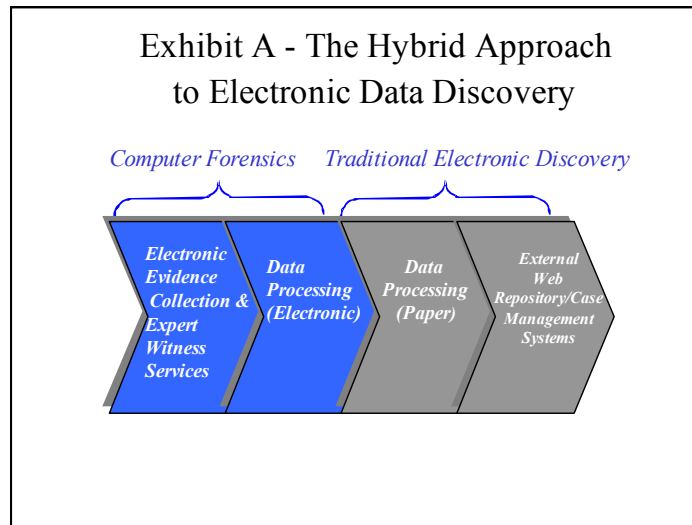 Exhibit A - The Hybrid Approach
to Electronic Data Discovery
Computer Forensics
Traditional Electronic Discovery
Electronic
Evidence
Collection &
Expert
Witness
Services
Data
Processing
(Electronic)
Data
Processing
(Paper)
External
Web
Repository/Case
Management
Systems